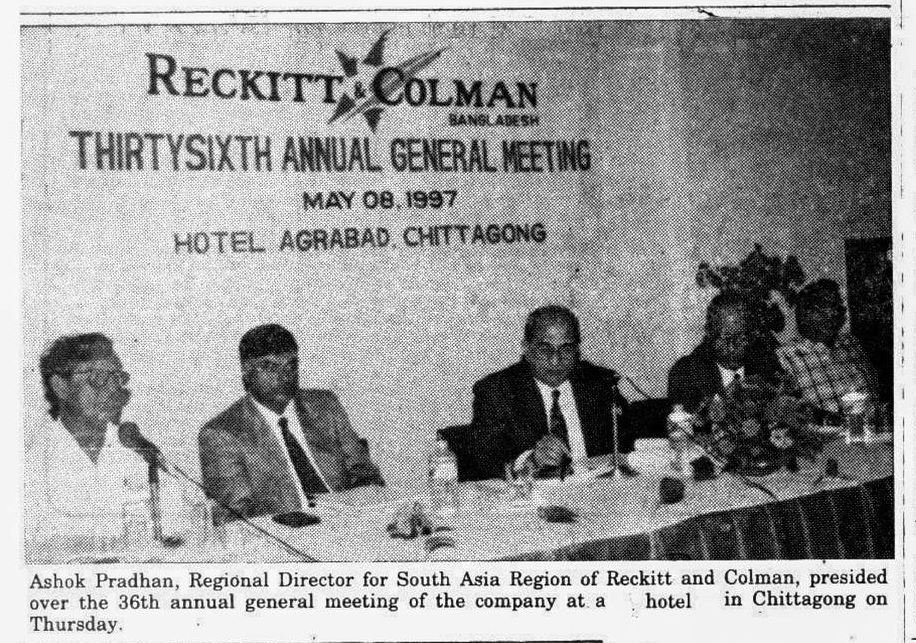 RECKITT & COLMAN
BANGLADESH
THIRTYSIXTH ANNUAL GENERAL MEETING
MAY 08, 1997
HOTEL AGRABAD, CHITTAGONG
Ashok Pradhan, Regional Director for South Asia Region of Reckitt and Colman, presided
over the 36th annual general meeting of the company at a hotel in Chittagong on
Thursday.